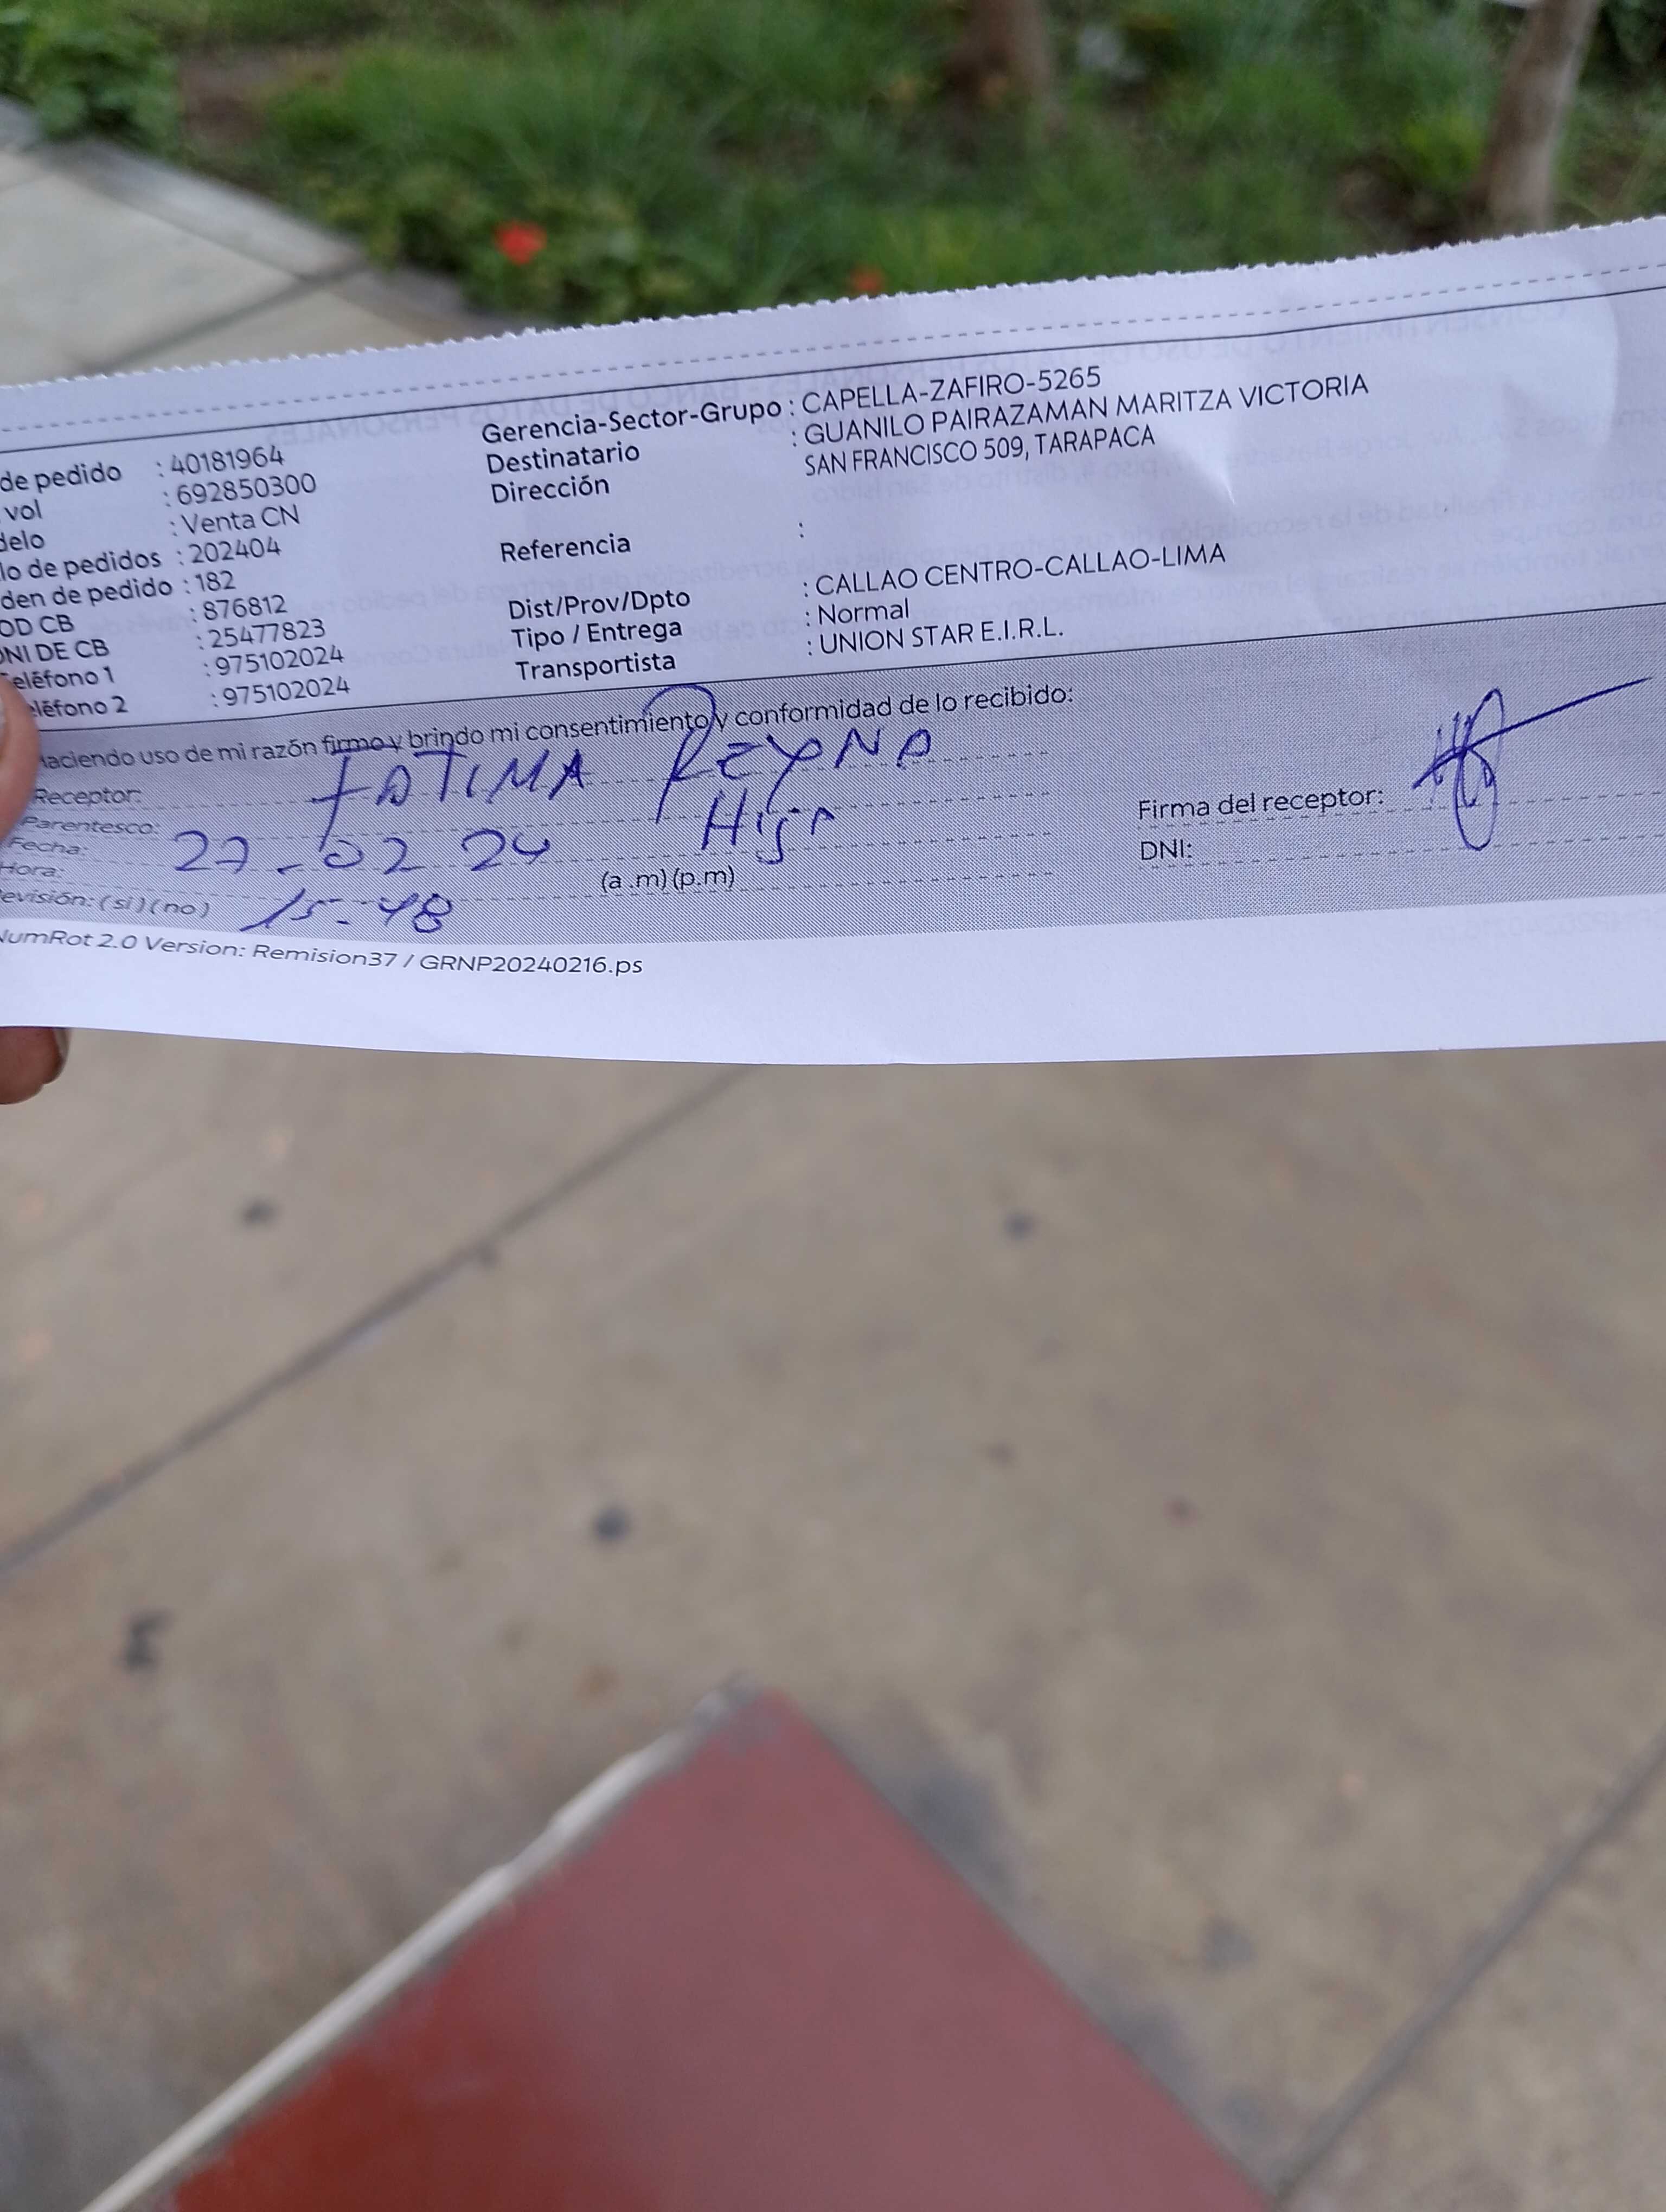 de pedido : 40181964
vol : 692850300
delo : Venta CN
lo de pedidos : 202404
den de pedido : 182
OD CB : 876812
DNI DE CB : 25477823
Teléfono 1 : 975102024
léfono 2 : 975102024
Gerencia-Sector-Grupo : CAPELLA-ZAFIRO-5265
Destinatario : GUANILO PAIRAZAMAN MARITZA VICTORIA
Dirección SAN FRANCISCO 509, TARAPACA
Referencia :
Dist/Prov/Dpto : CALLAO CENTRO-CALLAO-LIMA
Tipo / Entrega : Normal
Transportista : UNION STAR E.I.R.L.
Haciendo uso de mi razón firmo y brindo mi consentimiento y conformidad de lo recibido:
Receptor: FATIMA REYNA
Parentesco: Hija
Fecha: 27-02 24
Hora: (a.m) (p.m)
evisión: ( si ) ( no ) 15:48
Firma del receptor:
DNI:
NumRot 2.0 Version: Remision37 / GRNP20240216.ps